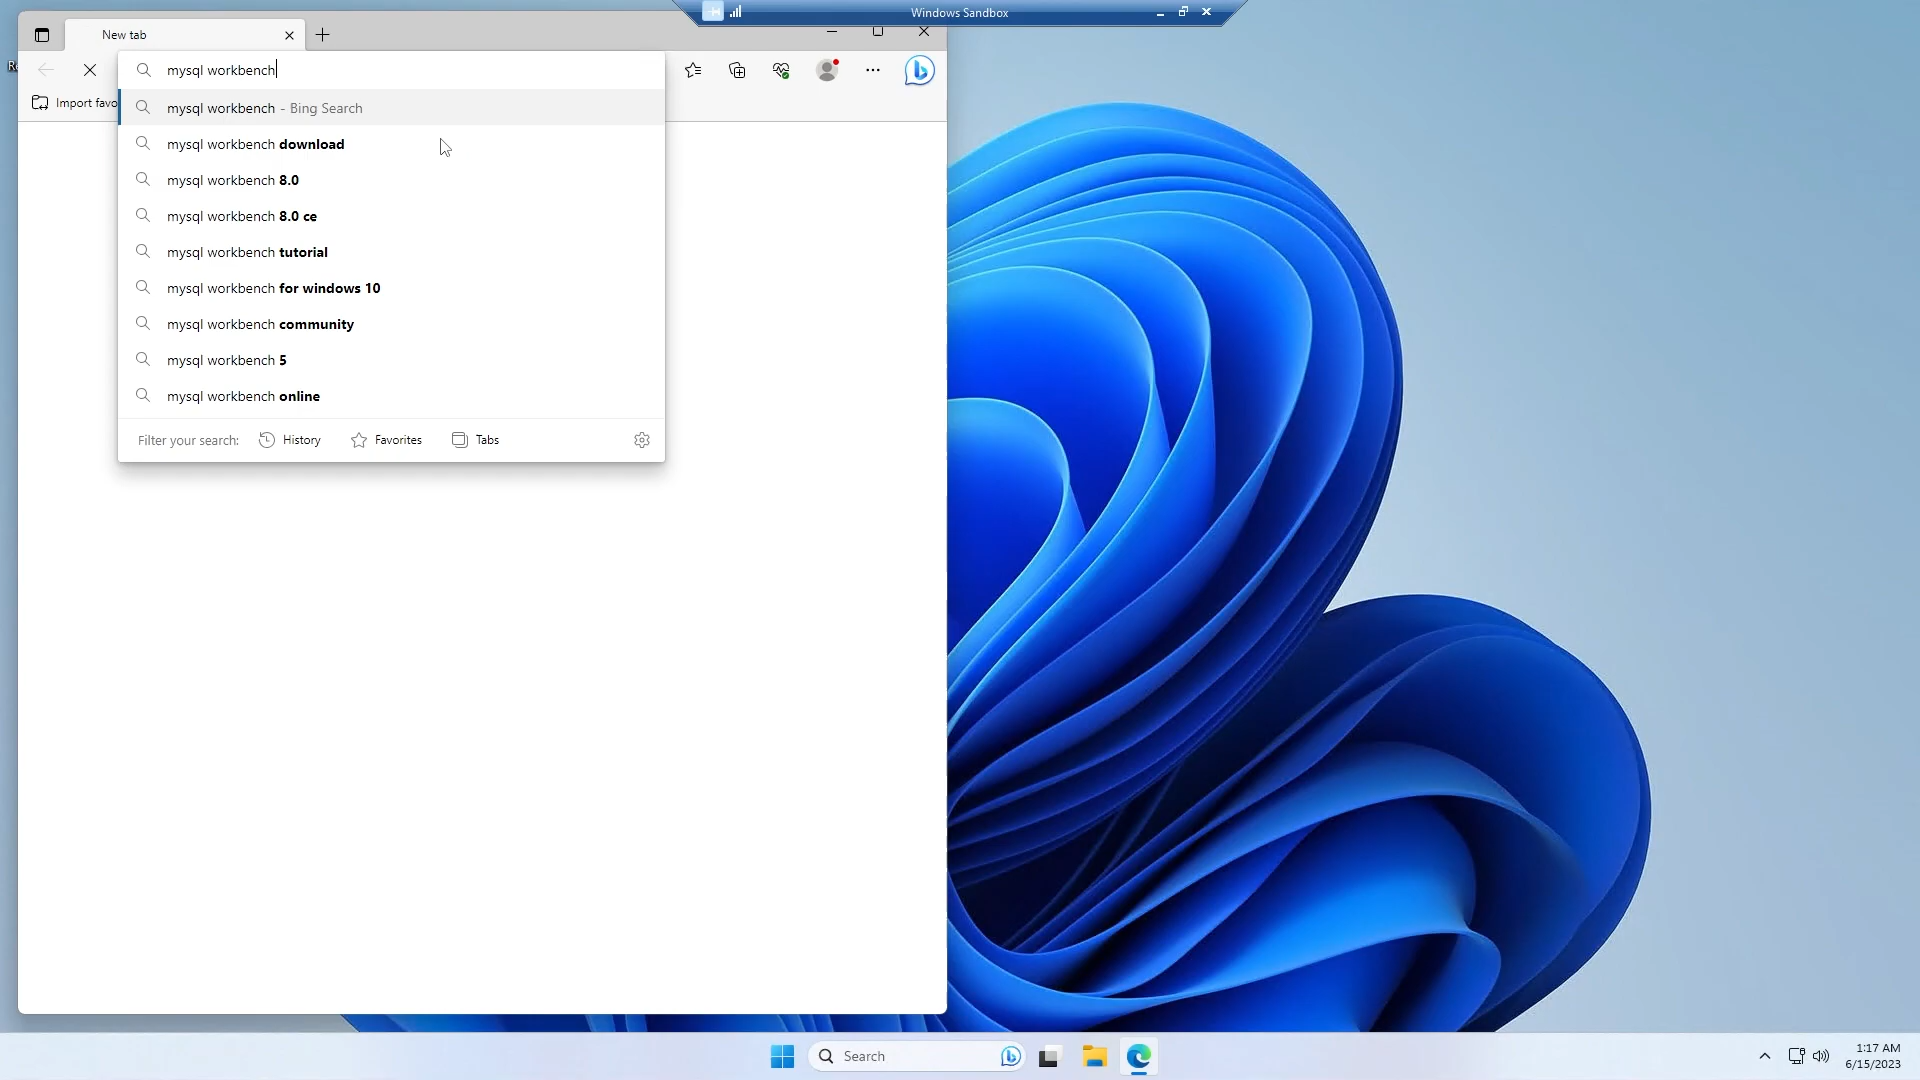 Windows Sandbox
New tab
mysql workbench
Import favo
mysql workbench - Bing Search
mysql workbench download
mysql workbench 8.0
mysql workbench 8.0 ce
mysql workbench tutorial
mysql workbench for windows 10
mysql workbench community
mysql workbench 5
mysql workbench online
Filter your search: History Favorites Tabs
Search
1:17 AM
6/15/2023